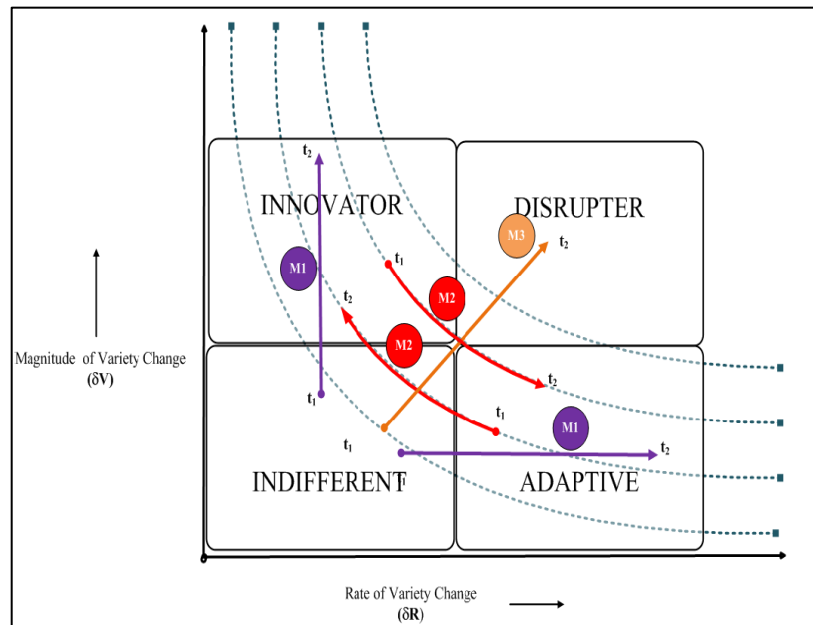 t₂
INNOVATOR
DISRUPTER
M3
t₂
t₁
M1
M2
t₂
M2
Magnitude of Variety Change
(δV)
t₁
t₂
t₁
M1
t₁
t₂
INDIFFERENT
ADAPTIVE
Rate of Variety Change
(δR)